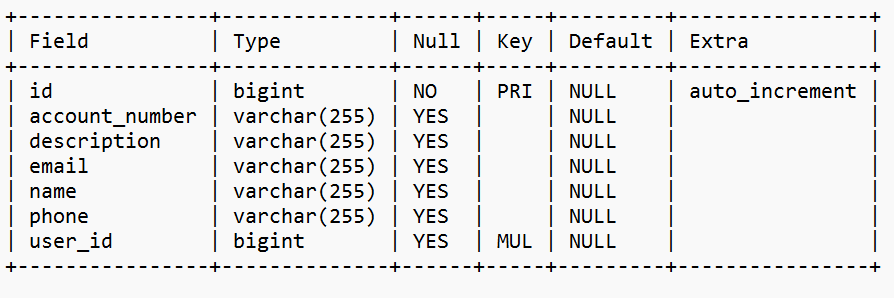 +----------------+--------------+------+-----+---------+----------------+
| Field          | Type         | Null | Key | Default | Extra          |
+----------------+--------------+------+-----+---------+----------------+
| id             | bigint       | NO   | PRI | NULL    | auto_increment |
| account_number | varchar(255) | YES  |     | NULL    |                |
| description    | varchar(255) | YES  |     | NULL    |                |
| email          | varchar(255) | YES  |     | NULL    |                |
| name           | varchar(255) | YES  |     | NULL    |                |
| phone          | varchar(255) | YES  |     | NULL    |                |
| user_id        | bigint       | YES  | MUL | NULL    |                |
+----------------+--------------+------+-----+---------+----------------+